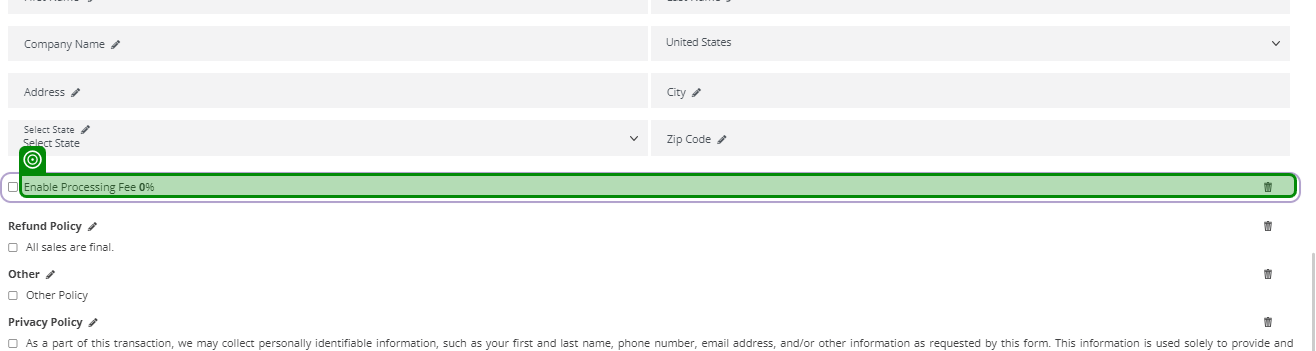 Company Name
United States
Address
City
Select State
Select State
Zip Code
Enable Processing Fee 0%
Refund Policy
All sales are final.
Other
Other Policy
Privacy Policy
As a part of this transaction, we may collect personally identifiable information, such as your first and last name, phone number, email address, and/or other information as requested by this form. This information is used solely to provide and